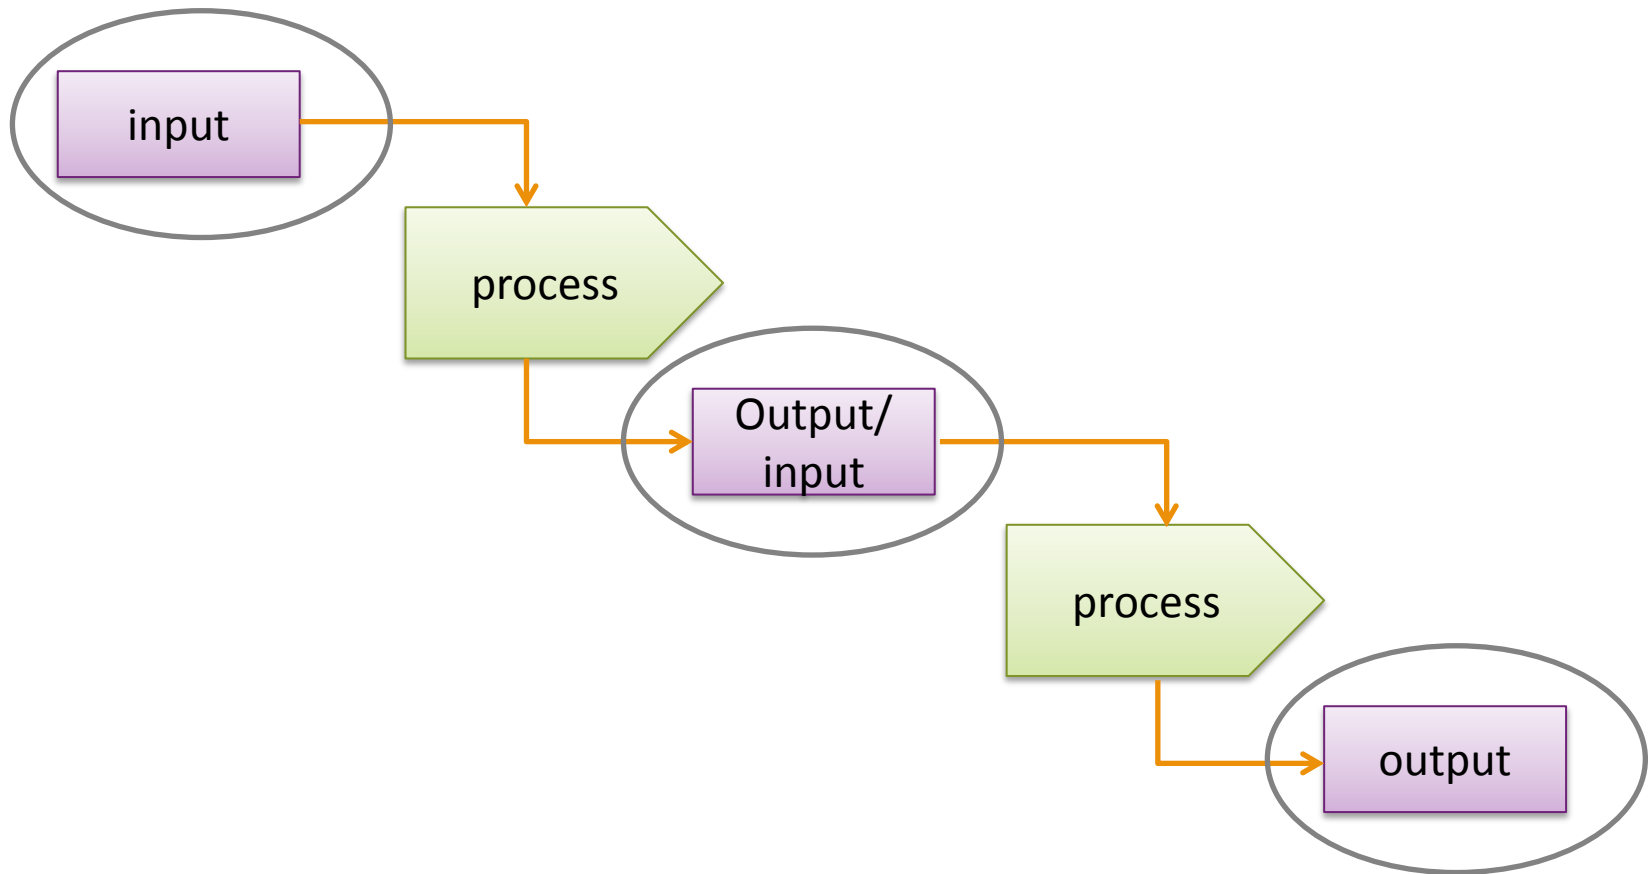 input
process
Output/
input
process
output